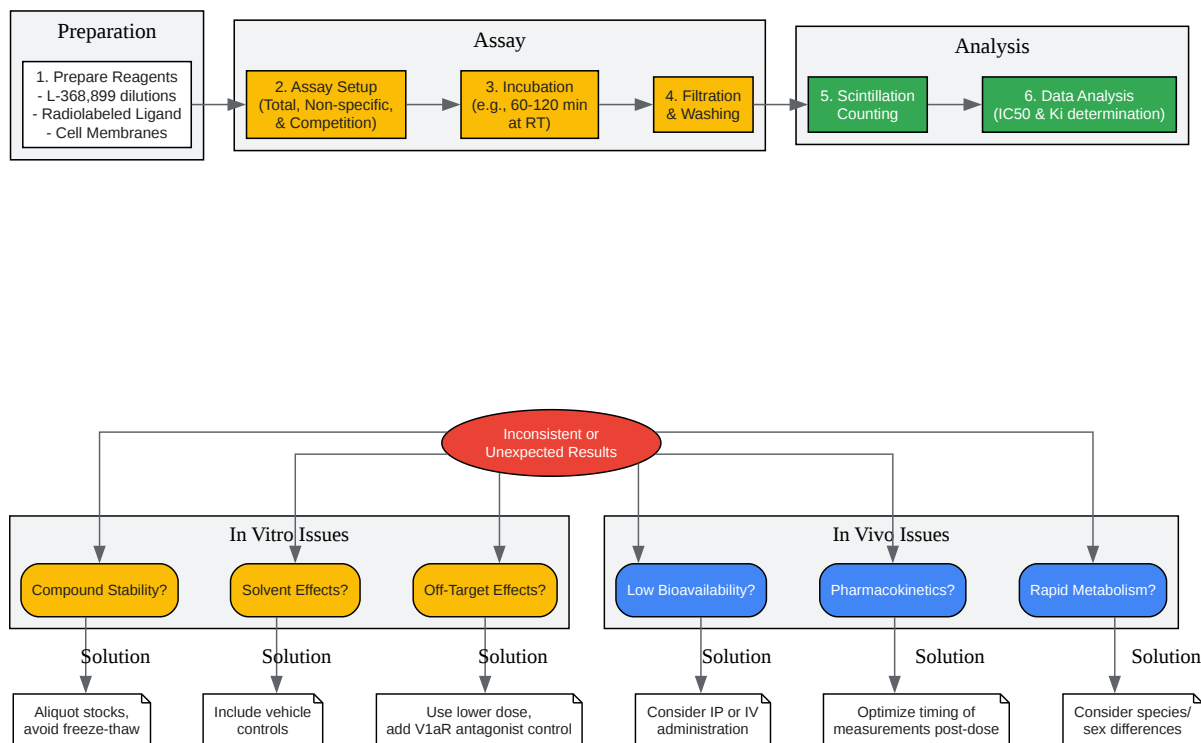 Preparation
1. Prepare Reagents
- L-368,899 dilutions
- Radiolabeled Ligand
- Cell Membranes
Assay
2. Assay Setup
(Total, Non-specific,
& Competition)
3. Incubation
(e.g., 60-120 min
at RT)
4. Filtration
& Washing
Analysis
5. Scintillation
Counting
6. Data Analysis
(IC50 & Ki determination)
Inconsistent or
Unexpected Results
In Vitro Issues
Compound Stability?
Solvent Effects?
Off-Target Effects?
In Vivo Issues
Low Bioavailability?
Pharmacokinetics?
Rapid Metabolism?
Solution
Solution
Solution
Solution
Solution
Solution
Aliquot stocks,
avoid freeze-thaw
Include vehicle
controls
Use lower dose,
add V1aR antagonist control
Consider IP or IV
administration
Optimize timing of
measurements post-dose
Consider species/
sex differences